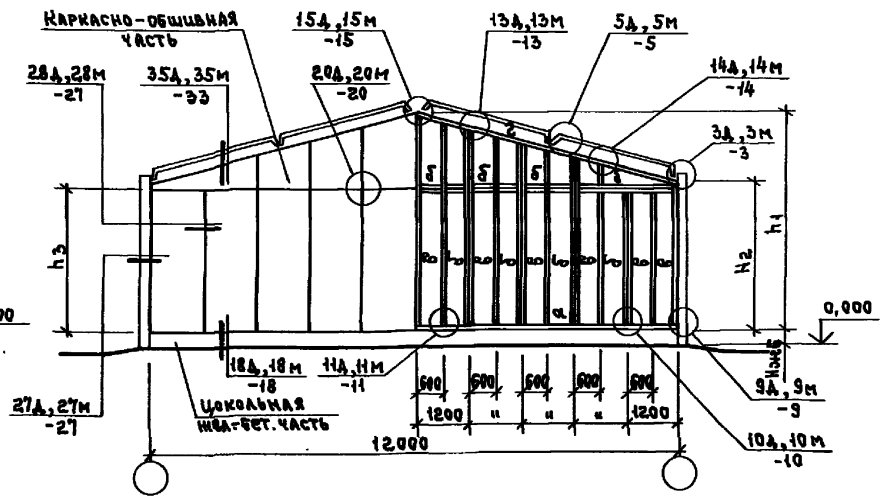 КАРКАСНО-ОБШИВНАЯ
ЧАСТЬ
15Д,15М
-15
13Д,13М
-13
5Д,5М
-5
28Д,28М
-27
35Д,35М
-33
20Д,20М
-20
14Д,14М
-14
3Д,3М
-3
2
h3
H2
h1
а
0,000
18Д,18М
-18
11Д,11М
-11
27Д,27М
-27
ЦОКОЛЬНАЯ
ЖЕЛ-БЕТ.ЧАСТЬ
600 600 600 600 600
1200 " " " 1200
12000
9Д,9М
-9
10Д,10М
-10